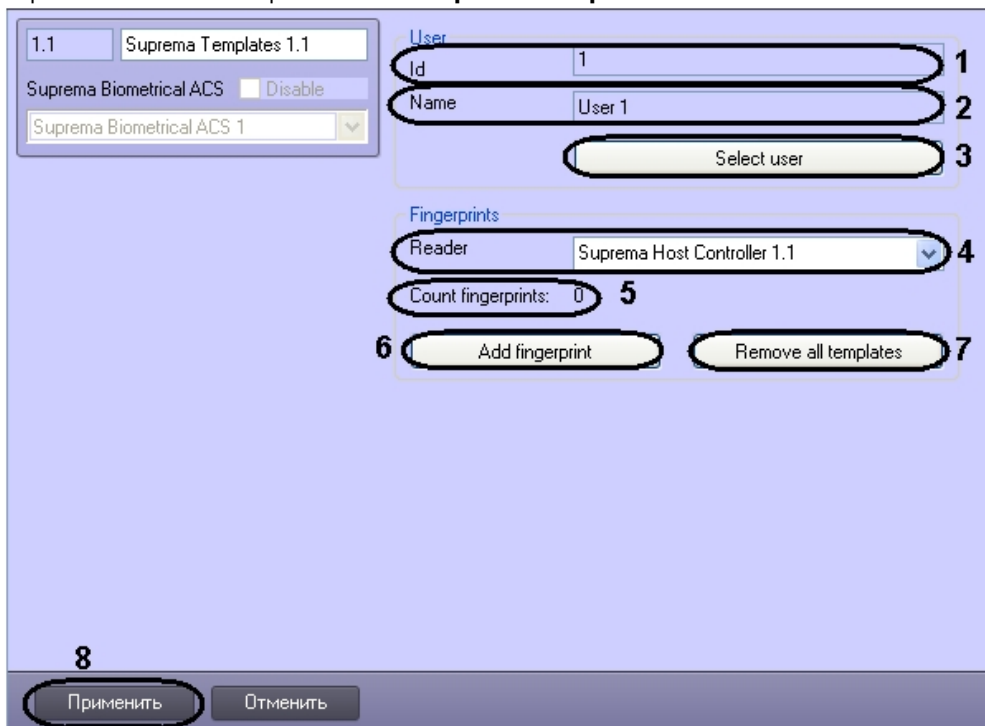 1.1 Suprema Templates 1.1
Suprema Biometrical ACS Disable
Suprema Biometrical ACS 1
User
Id 1 1
Name User 1 2
Select user 3
Fingerprints
Reader Suprema Host Controller 1.1 4
Count fingerprints: 0 5
6 Add fingerprint Remove all templates 7
8
Применить Отменить